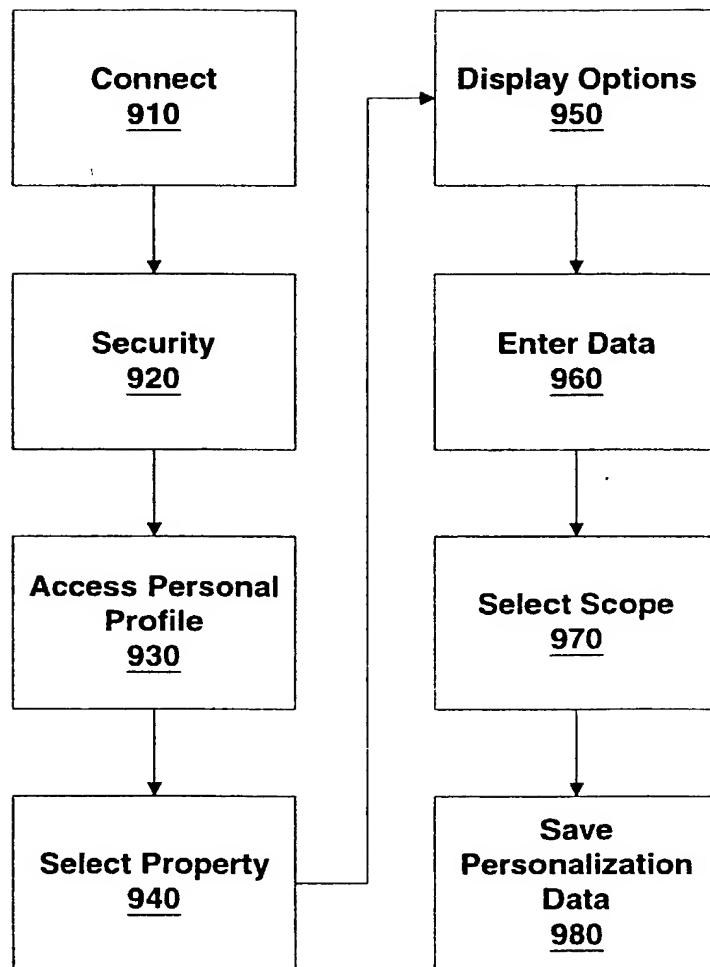 Connect
910
Security
920
Access Personal
Profile
930
Select Property
940
Display Options
950
Enter Data
960
Select Scope
970
Save
Personalization
Data
980